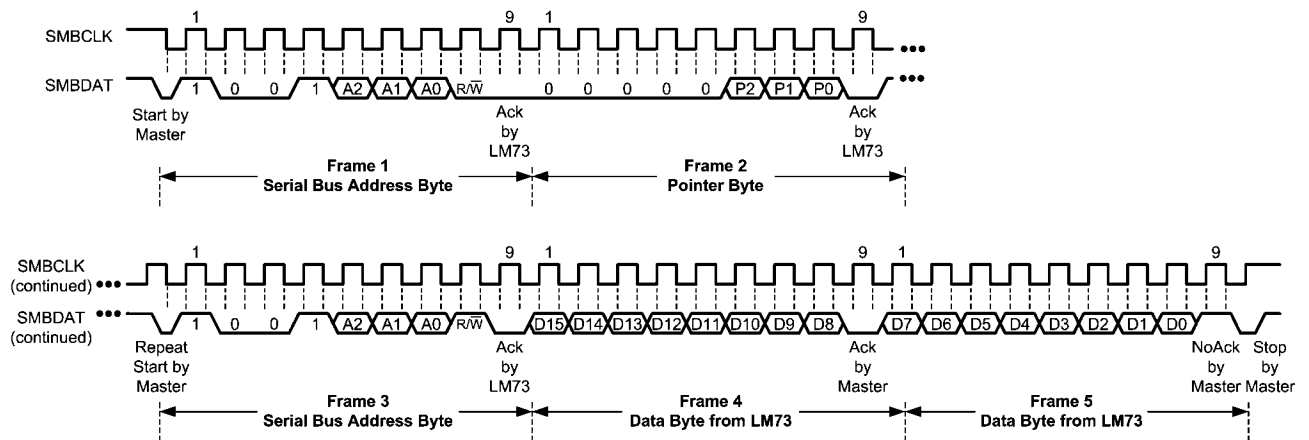 1 9 1 9
SMBCLK
SMBDAT
1 0 0 1 A2 A1 A0 R/W̅ 0 0 0 0 0 P2 P1 P0
Start by
Master
Ack
by
LM73
Ack
by
LM73
Frame 1
Serial Bus Address Byte
Frame 2
Pointer Byte
1 9 1 9 1 9
SMBCLK
(continued)
SMBDAT
(continued)
1 0 0 1 A2 A1 A0 R/W̅ D15 D14 D13 D12 D11 D10 D9 D8 D7 D6 D5 D4 D3 D2 D1 D0
Repeat
Start by
Master
Ack
by
LM73
Ack
by
Master
NoAck
by
Master
Stop
by
Master
Frame 3
Serial Bus Address Byte
Frame 4
Data Byte from LM73
Frame 5
Data Byte from LM73